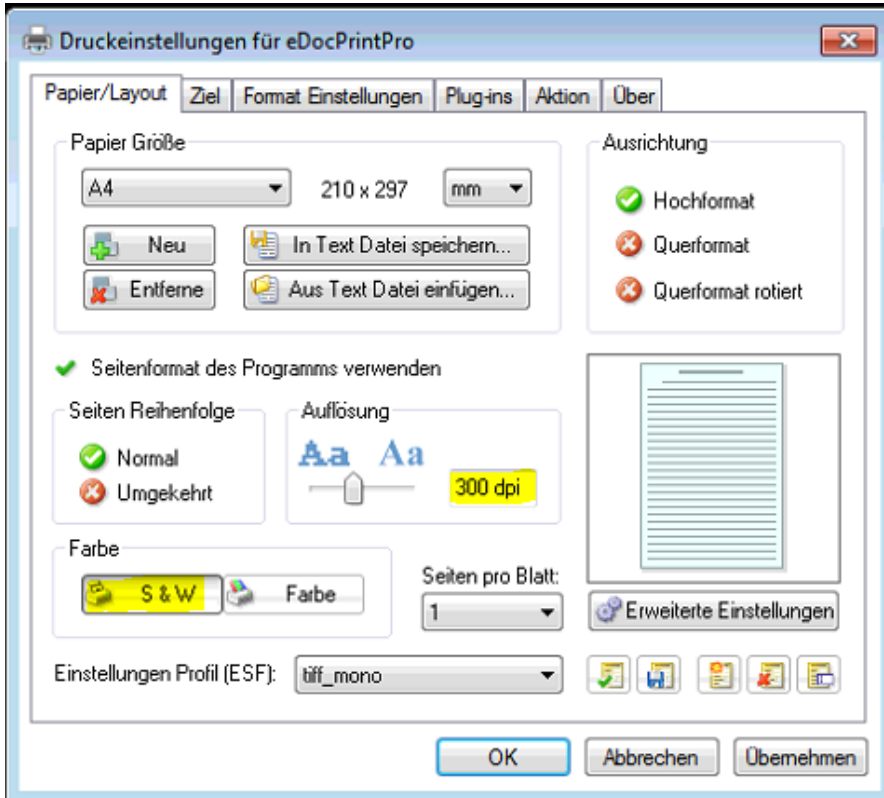 Druckeinstellungen für eDocPrintPro
Papier/Layout Ziel Format Einstellungen Plug-ins Aktion Über
Papier Größe
A4 210 x 297 mm
Neu In Text Datei speichern...
Entferne Aus Text Datei einfügen...
Ausrichtung
Hochformat
Querformat
Querformat rotiert
Seitenformat des Programms verwenden
Seiten Reihenfolge
Normal
Umgekehrt
Auflösung
Aa Aa
300 dpi
Farbe
S & W Farbe
Seiten pro Blatt:
1
Erweiterte Einstellungen
Einstellungen Profil (ESF): tiff_mono
OK Abbrechen Übernehmen